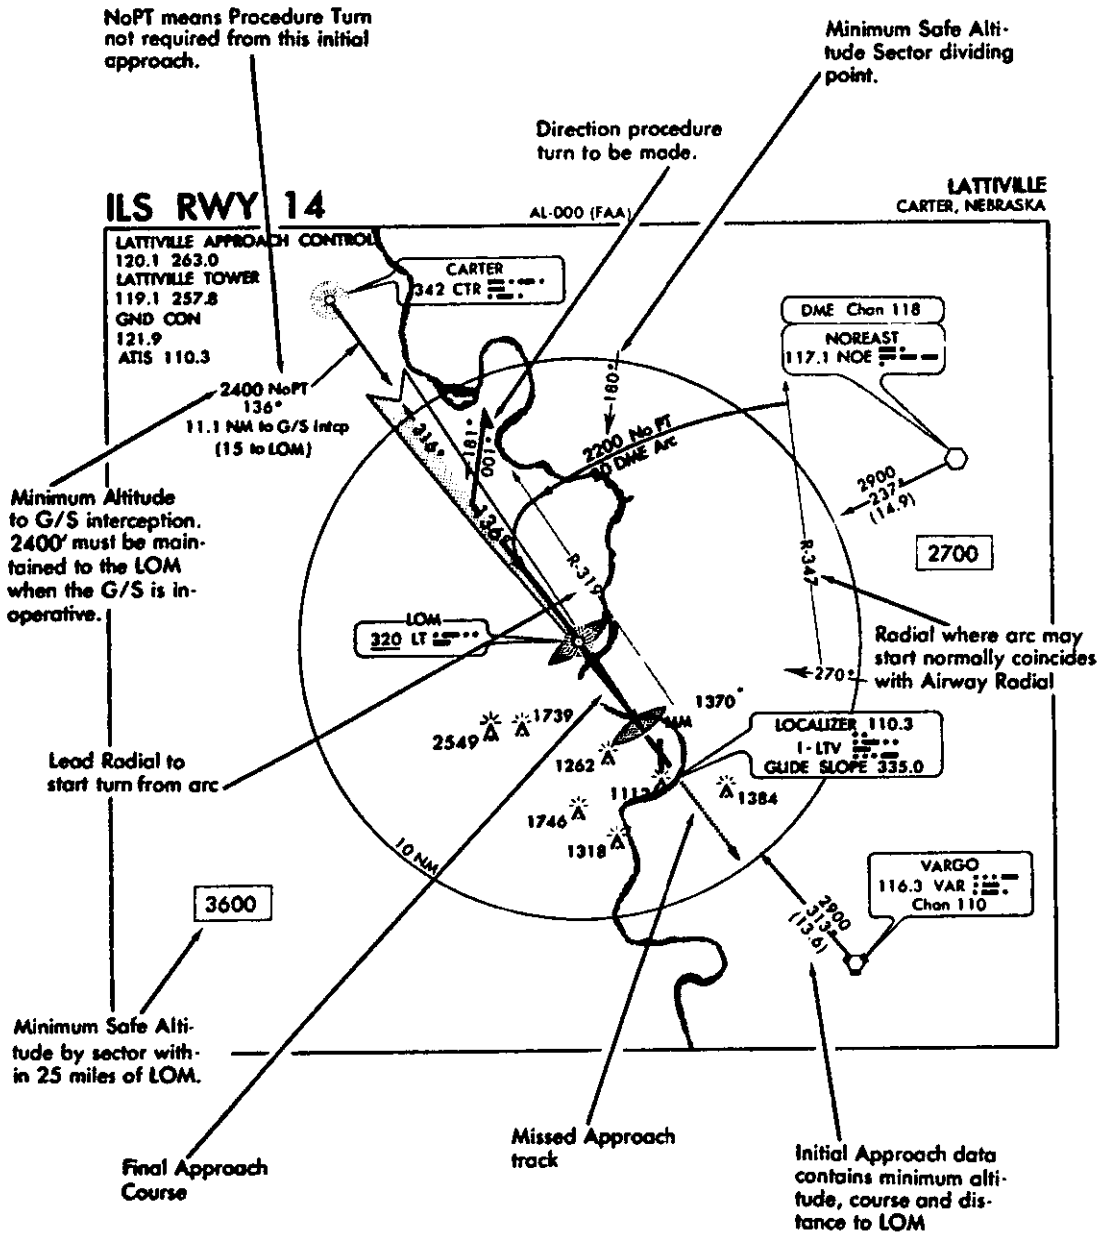 NoPT means Procedure Turn
not required from this initial
approach.
Minimum Safe Alti-
tude Sector dividing
point.
Direction procedure
turn to be made.
ILS RWY 14
AL-000 (FAA)
LATTIVILLE
CARTER, NEBRASKA
LATTIVILLE APPROACH CONTROL
120.1 263.0
LATTIVILLE TOWER
119.1 257.8
GND CON
121.9
ATIS 110.3
CARTER
342 CTR
DME Chan 118
NOREAST
117.1 NOE
2400 NoPT
136°
11.1 NM to G/S Intcp
(15 to LOM)
316°
181°
001°
136°
180°
2200 No PT
DME Arc
2900
237°
(14.9)
2700
R-347
R-319
270°
Minimum Altitude
to G/S interception.
2400' must be main-
tained to the LOM
when the G/S is in-
operative.
LOM
320 LT
Radial where arc may
start normally coincides
with Airway Radial
1370°
MM
LOCALIZER 110.3
I-LTV
GLIDE SLOPE 335.0
2549
1739
1262
1384
1746
1318
Lead Radial to
start turn from arc
10 NM
3600
VARGO
116.3 VAR
Chan 110
2900
313°
(13.6)
Minimum Safe Alti-
tude by sector with-
in 25 miles of LOM.
Final Approach
Course
Missed Approach
track
Initial Approach data
contains minimum alti-
tude, course and dis-
tance to LOM